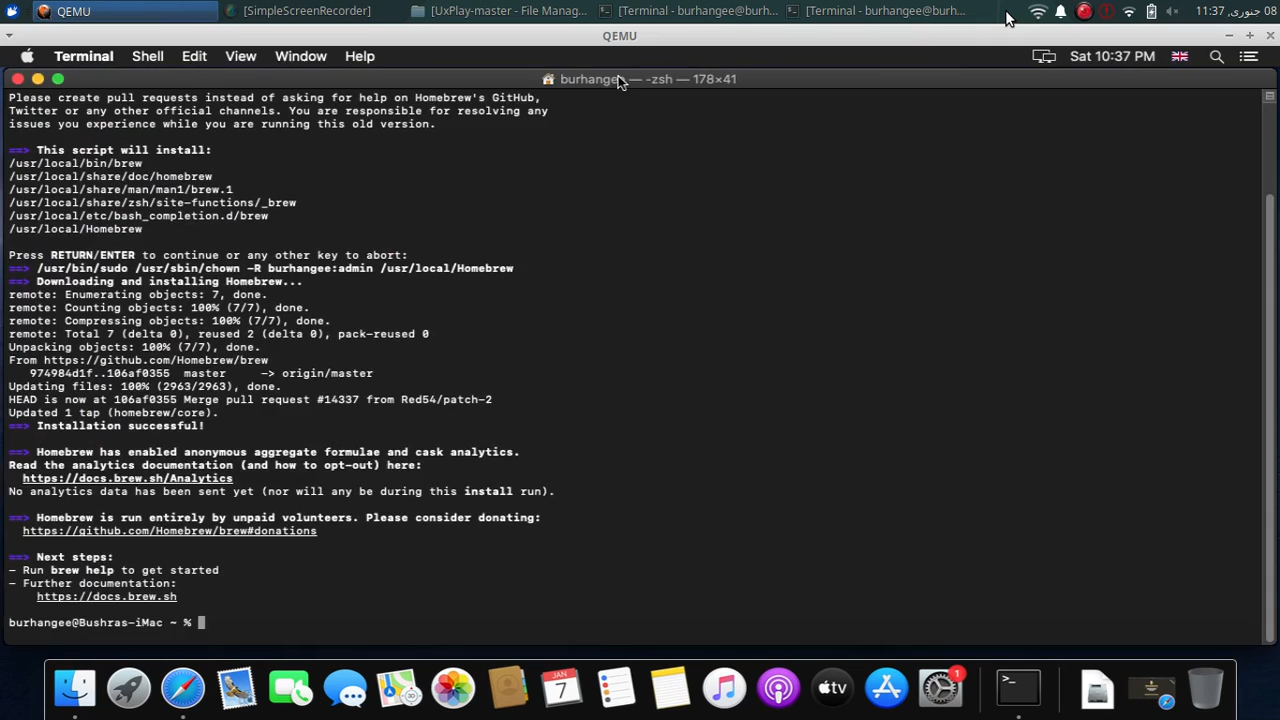 QEMU
[SimpleScreenRecorder]
[UxPlay-master - File Manag...
[Terminal - burhangee@burh...
[Terminal - burhangee@burh...
11:37, جنوری 08
QEMU
Terminal Shell Edit View Window Help
Sat 10:37 PM
burhangee — -zsh — 178×41
Please create pull requests instead of asking for help on Homebrew's GitHub,
Twitter or any other official channels. You are responsible for resolving any
issues you experience while you are running this old version.
==> This script will install:
/usr/local/bin/brew
/usr/local/share/doc/homebrew
/usr/local/share/man/man1/brew.1
/usr/local/share/zsh/site-functions/_brew
/usr/local/etc/bash_completion.d/brew
/usr/local/Homebrew
Press RETURN/ENTER to continue or any other key to abort:
==> /usr/bin/sudo /usr/sbin/chown -R burhangee:admin /usr/local/Homebrew
==> Downloading and installing Homebrew...
remote: Enumerating objects: 7, done.
remote: Counting objects: 100% (7/7), done.
remote: Compressing objects: 100% (7/7), done.
remote: Total 7 (delta 0), reused 2 (delta 0), pack-reused 0
Unpacking objects: 100% (7/7), done.
From https://github.com/Homebrew/brew
974984d1f..106af0355 master -> origin/master
Updating files: 100% (2963/2963), done.
HEAD is now at 106af0355 Merge pull request #14337 from Red54/patch-2
Updated 1 tap (homebrew/core).
==> Installation successful!
==> Homebrew has enabled anonymous aggregate formulae and cask analytics.
Read the analytics documentation (and how to opt-out) here:
https://docs.brew.sh/Analytics
No analytics data has been sent yet (nor will any be during this install run).
==> Homebrew is run entirely by unpaid volunteers. Please consider donating:
https://github.com/Homebrew/brew#donations
==> Next steps:
- Run brew help to get started
- Further documentation:
https://docs.brew.sh
burhangee@Bushras-iMac ~ %
JAN
7
tv
1
>_